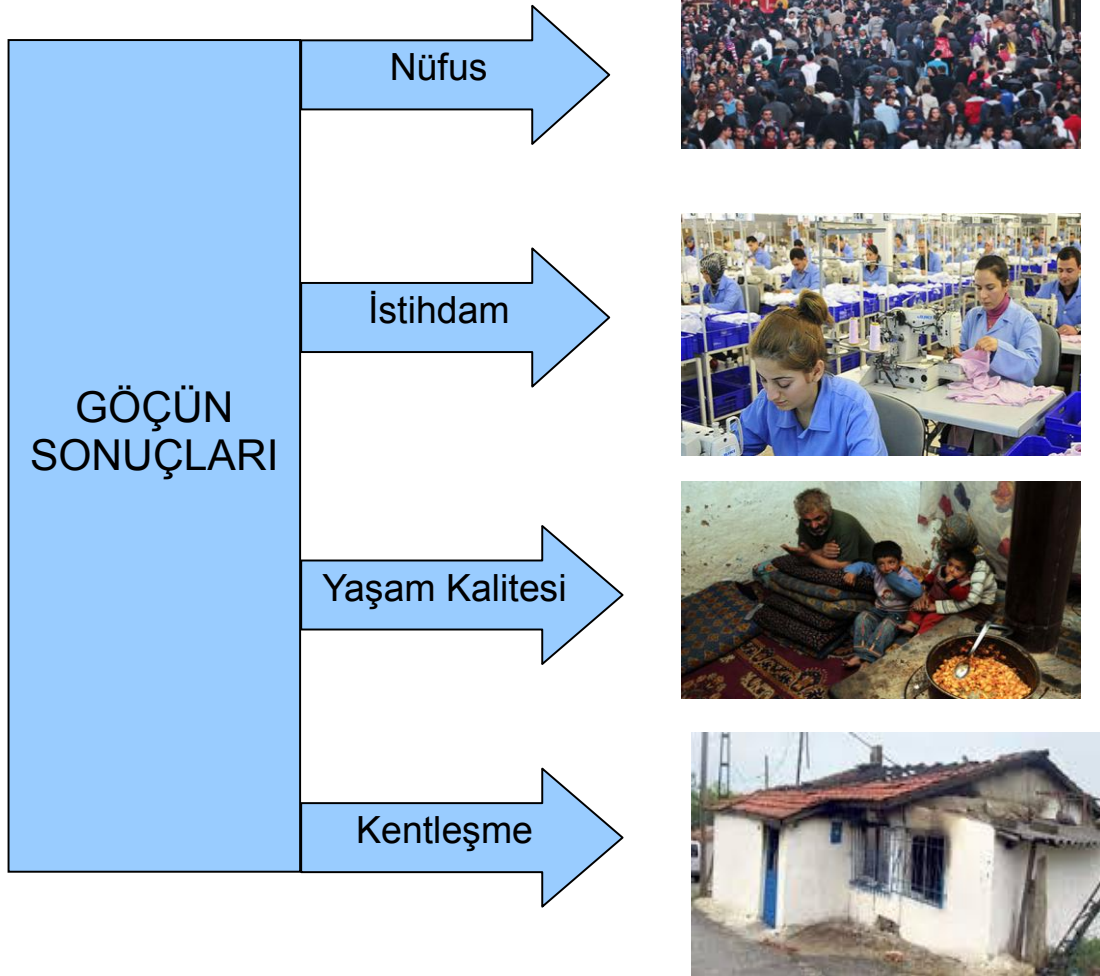 Nüfus
İstihdam
GÖÇÜN
SONUÇLARI
Yaşam Kalitesi
Kentleşme